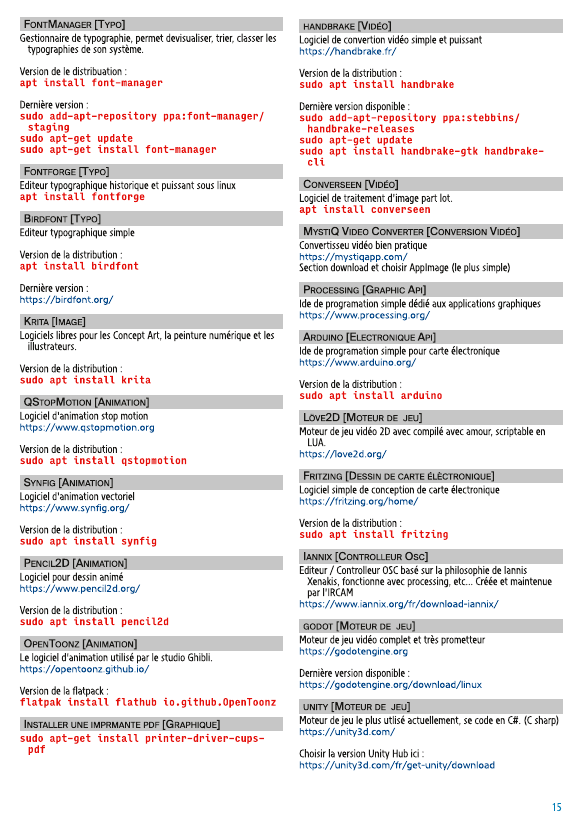 FontManager [Typo]
Gestionnaire de typographie, permet devisualiser, trier, classer les
typographies de son système.
Version de le distribuation :
apt install font-manager
Dernière version :
sudo add-apt-repository ppa:font-manager/
staging
sudo apt-get update
sudo apt-get install font-manager
Fontforge [Typo]
Editeur typographique historique et puissant sous linux
apt install fontforge
Birdfont [Typo]
Editeur typographique simple
Version de la distribution :
apt install birdfont
Dernière version :
https://birdfont.org/
Krita [Image]
Logiciels libres pour les Concept Art, la peinture numérique et les
illustrateurs.
Version de la distribution :
sudo apt install krita
QStopMotion [Animation]
Logiciel d'animation stop motion
https://www.qstopmotion.org
Version de la distribution :
sudo apt install qstopmotion
Synfig [Animation]
Logiciel d'animation vectoriel
https://www.synfig.org/
Version de la distribution :
sudo apt install synfig
Pencil2D [Animation]
Logiciel pour dessin animé
https://www.pencil2d.org/
Version de la distribution :
sudo apt install pencil2d
OpenToonz [Animation]
Le logiciel d'animation utilisé par le studio Ghibli.
https://opentoonz.github.io/
Version de la flatpack :
flatpak install flathub io.github.OpenToonz
Installer une imprmante pdf [Graphique]
sudo apt-get install printer-driver-cups-
pdf
handbrake [Vidéo]
Logiciel de convertion vidéo simple et puissant
https://handbrake.fr/
Version de la distribution :
sudo apt install handbrake
Dernière version disponible :
sudo add-apt-repository ppa:stebbins/
handbrake-releases
sudo apt-get update
sudo apt install handbrake-gtk handbrake-
cli
Converseen [Vidéo]
Logiciel de traitement d'image part lot.
apt install converseen
MystiQ Video Converter [Conversion Vidéo]
Convertisseu vidéo bien pratique
https://mystiqapp.com/
Section download et choisir AppImage (le plus simple)
Processing [Graphic Api]
Ide de programation simple dédié aux applications graphiques
https://www.processing.org/
Arduino [Electronique Api]
Ide de programation simple pour carte électronique
https://www.arduino.org/
Version de la distribution :
sudo apt install arduino
Löve2D [Moteur de jeu]
Moteur de jeu vidéo 2D avec compilé avec amour, scriptable en
LUA.
https://love2d.org/
Fritzing [Dessin de carte élèctronique]
Logiciel simple de conception de carte électronique
https://fritzing.org/home/
Version de la distribution :
sudo apt install fritzing
Iannix [Controlleur Osc]
Editeur / Controlleur OSC basé sur la philosophie de Iannis
Xenakis, fonctionne avec processing, etc... Créée et maintenue
par l'IRCAM
https://www.iannix.org/fr/download-iannix/
godot [Moteur de jeu]
Moteur de jeu vidéo complet et très prometteur
https://godotengine.org
Dernière version disponible :
https://godotengine.org/download/linux
unity [Moteur de jeu]
Moteur de jeu le plus utlisé actuellement, se code en C#. (C sharp)
https://unity3d.com/
Choisir la version Unity Hub ici :
https://unity3d.com/fr/get-unity/download
15